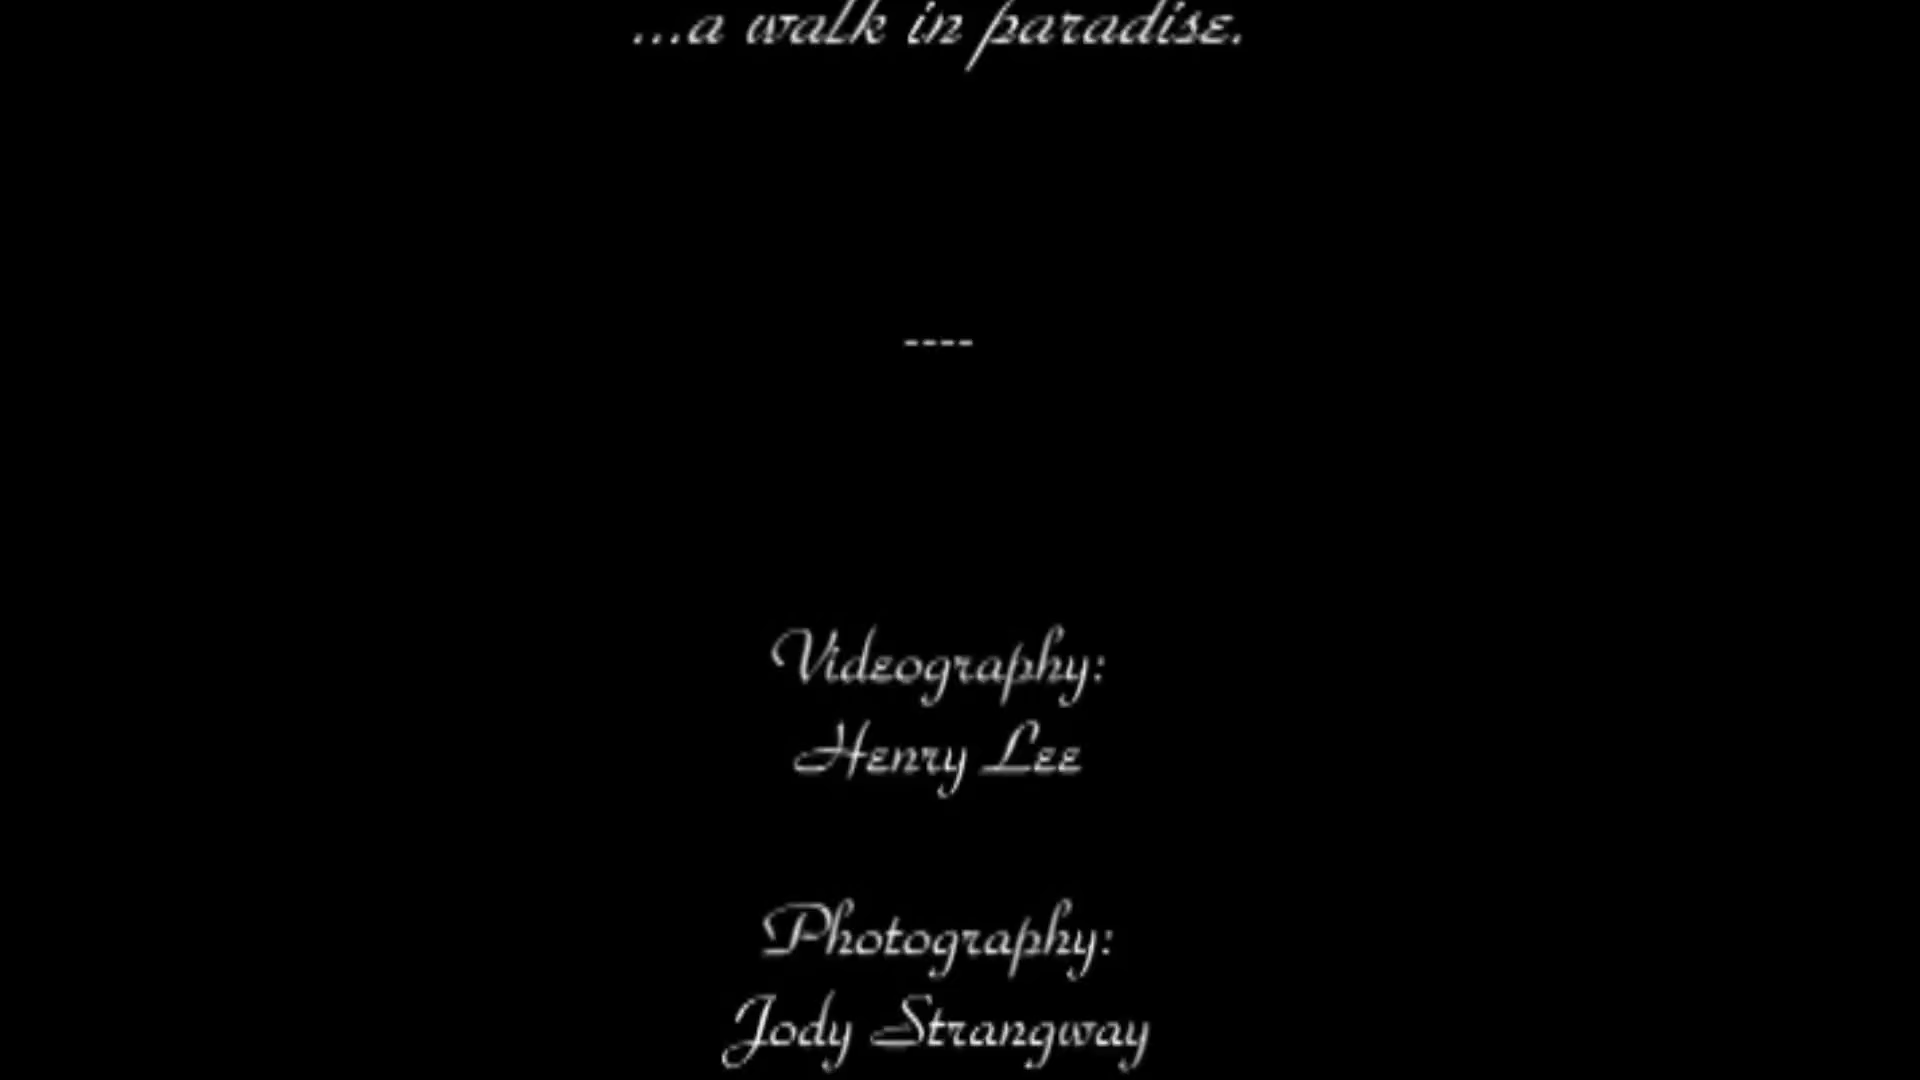 ...a walk in paradise.
----
Videography:
Henry Lee
Photography:
Jody Strangway